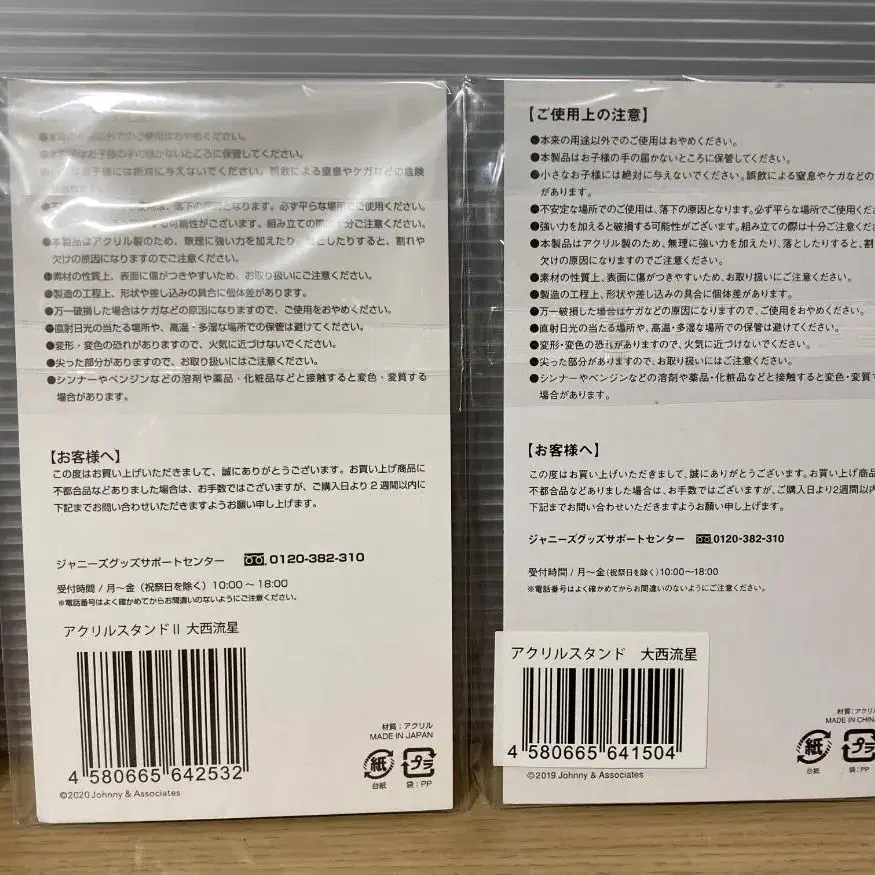 ●本来の用途以外でのご使用はおやめください。
●本製品はお子様の手の届かないところに保管してください。
お子様には絶対に与えないでください。誤飲による窒息やケガなどの危険
があります。
使用は、落下の原因となります。必ず平らな場所でご使用ください。
する可能性がございます。組み立ての際は十分ご注意ください。
●本製品はアクリル製のため、無理に強い力を加えたり、落としたりすると、割れや
欠けの原因になりますのでご注意ください。
●素材の性質上、表面に傷がつきやすいため、お取り扱いにご注意ください。
●製造の工程上、形状や差し込みの具合に個体差があります。
●万一破損した場合はケガなどの原因になりますので、ご使用をおやめください。
●直射日光の当たる場所や、高温・多湿な場所での保管は避けてください。
●変形・変色の恐れがありますので、火気に近づけないでください。
●尖った部分がありますので、お取り扱いにはご注意ください。
●シンナーやベンジンなどの溶剤や薬品・化粧品などと接触すると変色・変質する
場合があります。
【お客様へ】
この度はお買い上げいただきまして、誠にありがとうございます。お買い上げ商品に
不都合品などありました場合は、お手数ではございますが、ご購入日より2週間以内に
下記までお問い合わせいただきますようお願い申し上げます。
ジャニーズグッズサポートセンター 0120-382-310
受付時間 / 月～金（祝祭日を除く）10:00～18:00
※電話番号はよく確かめてからお間違いのないようにご注意ください。
アクリルスタンドⅡ 大西流星
4 580665 642532
©2020 Johnny & Associates
材質：アクリル
MADE IN JAPAN
紙 プラ
台紙 袋：PP
【ご使用上の注意】
●本来の用途以外でのご使用はおやめください。
●本製品はお子様の手の届かないところに保管してください。
●小さなお子様には絶対に与えないでください。誤飲による窒息やケガなどの
があります。
●不安定な場所でのご使用は、落下の原因となります。必ず平らな場所でご使用くだ
●強い力を加えると破損する可能性がございます。組み立ての際は十分ご注意くださ
●本製品はアクリル製のため、無理に強い力を加えたり、落としたりすると、割
欠けの原因になりますのでご注意ください。
●素材の性質上、表面に傷がつきやすいため、お取り扱いにご注意ください。
●製造の工程上、形状や差し込みの具合に個体差があります。
●万一破損した場合はケガなどの原因になりますので、ご使用をおやめください。
●直射日光の当たる場所や、高温・多湿な場所での保管は避けてください。
●変形・変色の恐れがありますので、火気に近づけないでください。
●尖った部分がありますので、お取り扱いにはご注意ください。
●シンナーやベンジンなどの溶剤や薬品・化粧品などと接触すると変色・変質
場合があります。
【お客様へ】
この度はお買い上げいただきまして、誠にありがとうございます。お買い上げ商品
不都合品などありました場合は、お手数ではございますが、ご購入日より2週間以
下記までお問い合わせいただきますようお願い申し上げます。
ジャニーズグッズサポートセンター 0120-382-310
受付時間 / 月～金（祝祭日を除く）10:00～18:00
※電話番号はよく確かめてからお間違いのないようにご注意ください。
アクリルスタンド 大西流星
4 580665 641504
©2019 Johnny & Associates
材質：アクリ
MADE IN CHIN
紙 プラ
台紙 袋：PP